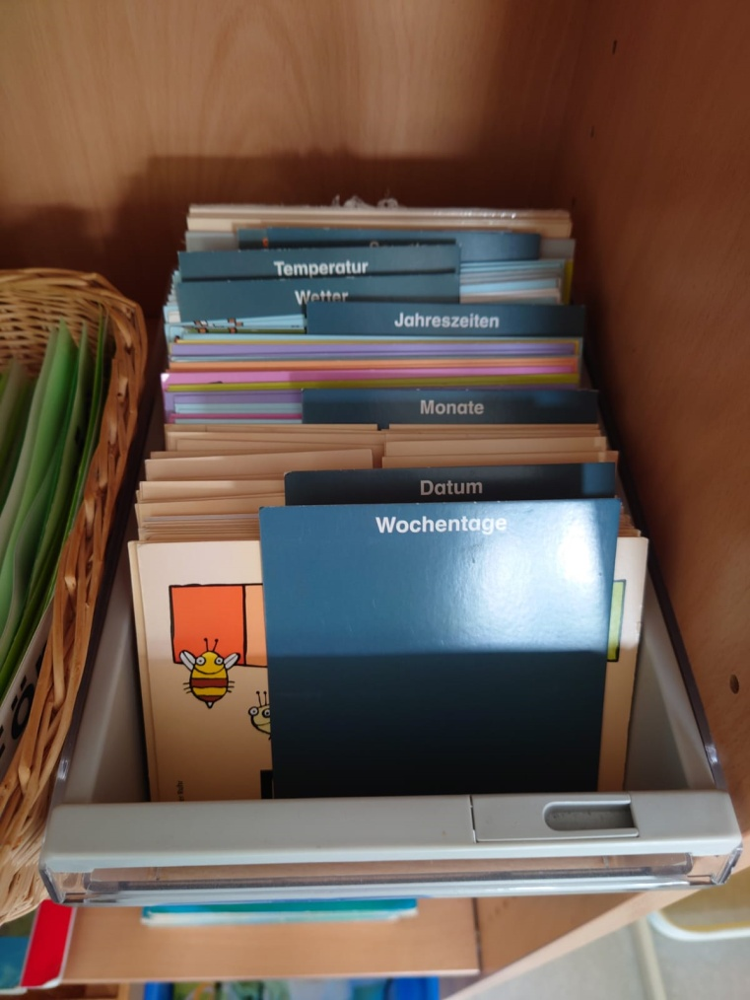 Temperatur
Wetter
Jahreszeiten
Monate
Datum
Wochentage